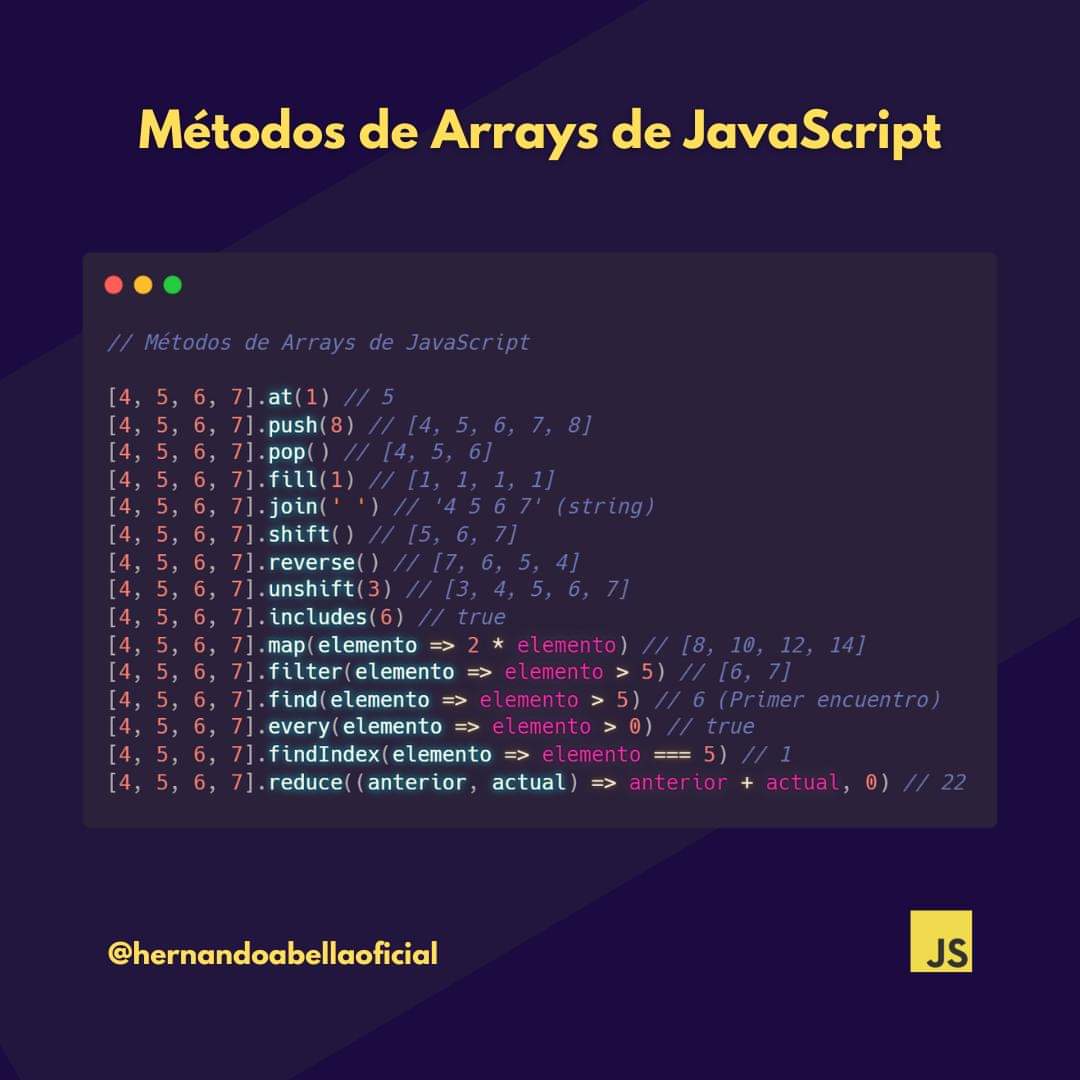 Métodos de Arrays de JavaScript
// Métodos de Arrays de JavaScript
[4, 5, 6, 7].at(1) // 5
[4, 5, 6, 7].push(8) // [4, 5, 6, 7, 8]
[4, 5, 6, 7].pop() // [4, 5, 6]
[4, 5, 6, 7].fill(1) // [1, 1, 1, 1]
[4, 5, 6, 7].join(' ') // '4 5 6 7' (string)
[4, 5, 6, 7].shift() // [5, 6, 7]
[4, 5, 6, 7].reverse() // [7, 6, 5, 4]
[4, 5, 6, 7].unshift(3) // [3, 4, 5, 6, 7]
[4, 5, 6, 7].includes(6) // true
[4, 5, 6, 7].map(elemento => 2 * elemento) // [8, 10, 12, 14]
[4, 5, 6, 7].filter(elemento => elemento > 5) // [6, 7]
[4, 5, 6, 7].find(elemento => elemento > 5) // 6 (Primer encuentro)
[4, 5, 6, 7].every(elemento => elemento > 0) // true
[4, 5, 6, 7].findIndex(elemento => elemento === 5) // 1
[4, 5, 6, 7].reduce((anterior, actual) => anterior + actual, 0) // 22
@hernandoabellaoficial
JS